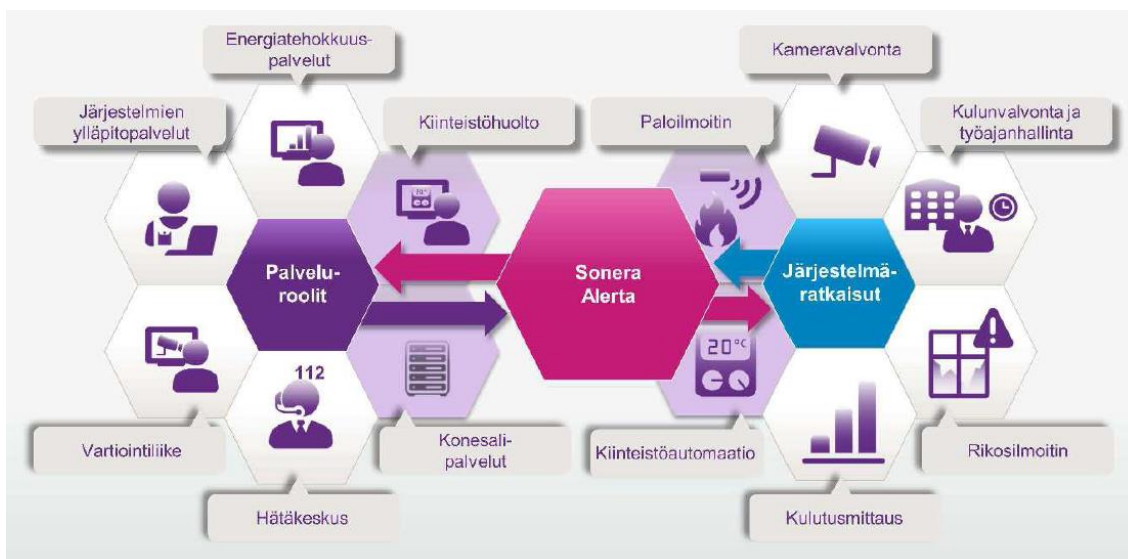 Energiatehokkuus-
palvelut
Kameravalvonta
Järjestelmien
ylläpitopalvelut
Kiinteistöhuolto
Paloilmoitin
Kulunvalvonta ja
työajanhallinta
Palvelu-
roolit
Sonera
Alerta
Järjestelmä-
ratkaisut
20°C
112
Vartiointiliike
Konesali-
palvelut
Kiinteistöautomaatio
Rikosilmoitin
Hätäkeskus
Kulutusmittaus